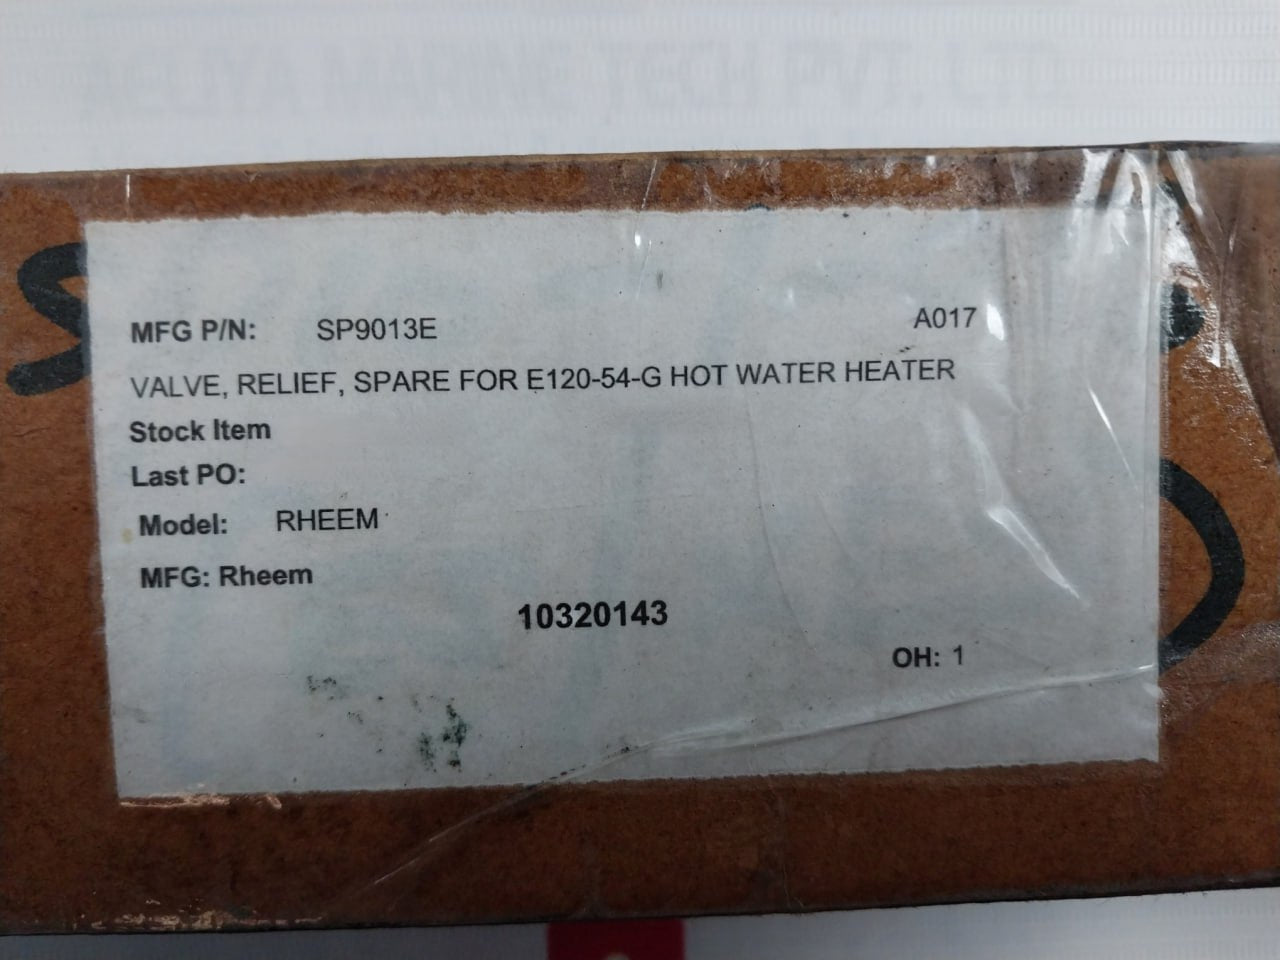 MFG P/N: SP9013E A017
VALVE, RELIEF, SPARE FOR E120-54-G HOT WATER HEATER
Stock Item
Last PO:
Model: RHEEM
MFG: Rheem
10320143
OH: 1